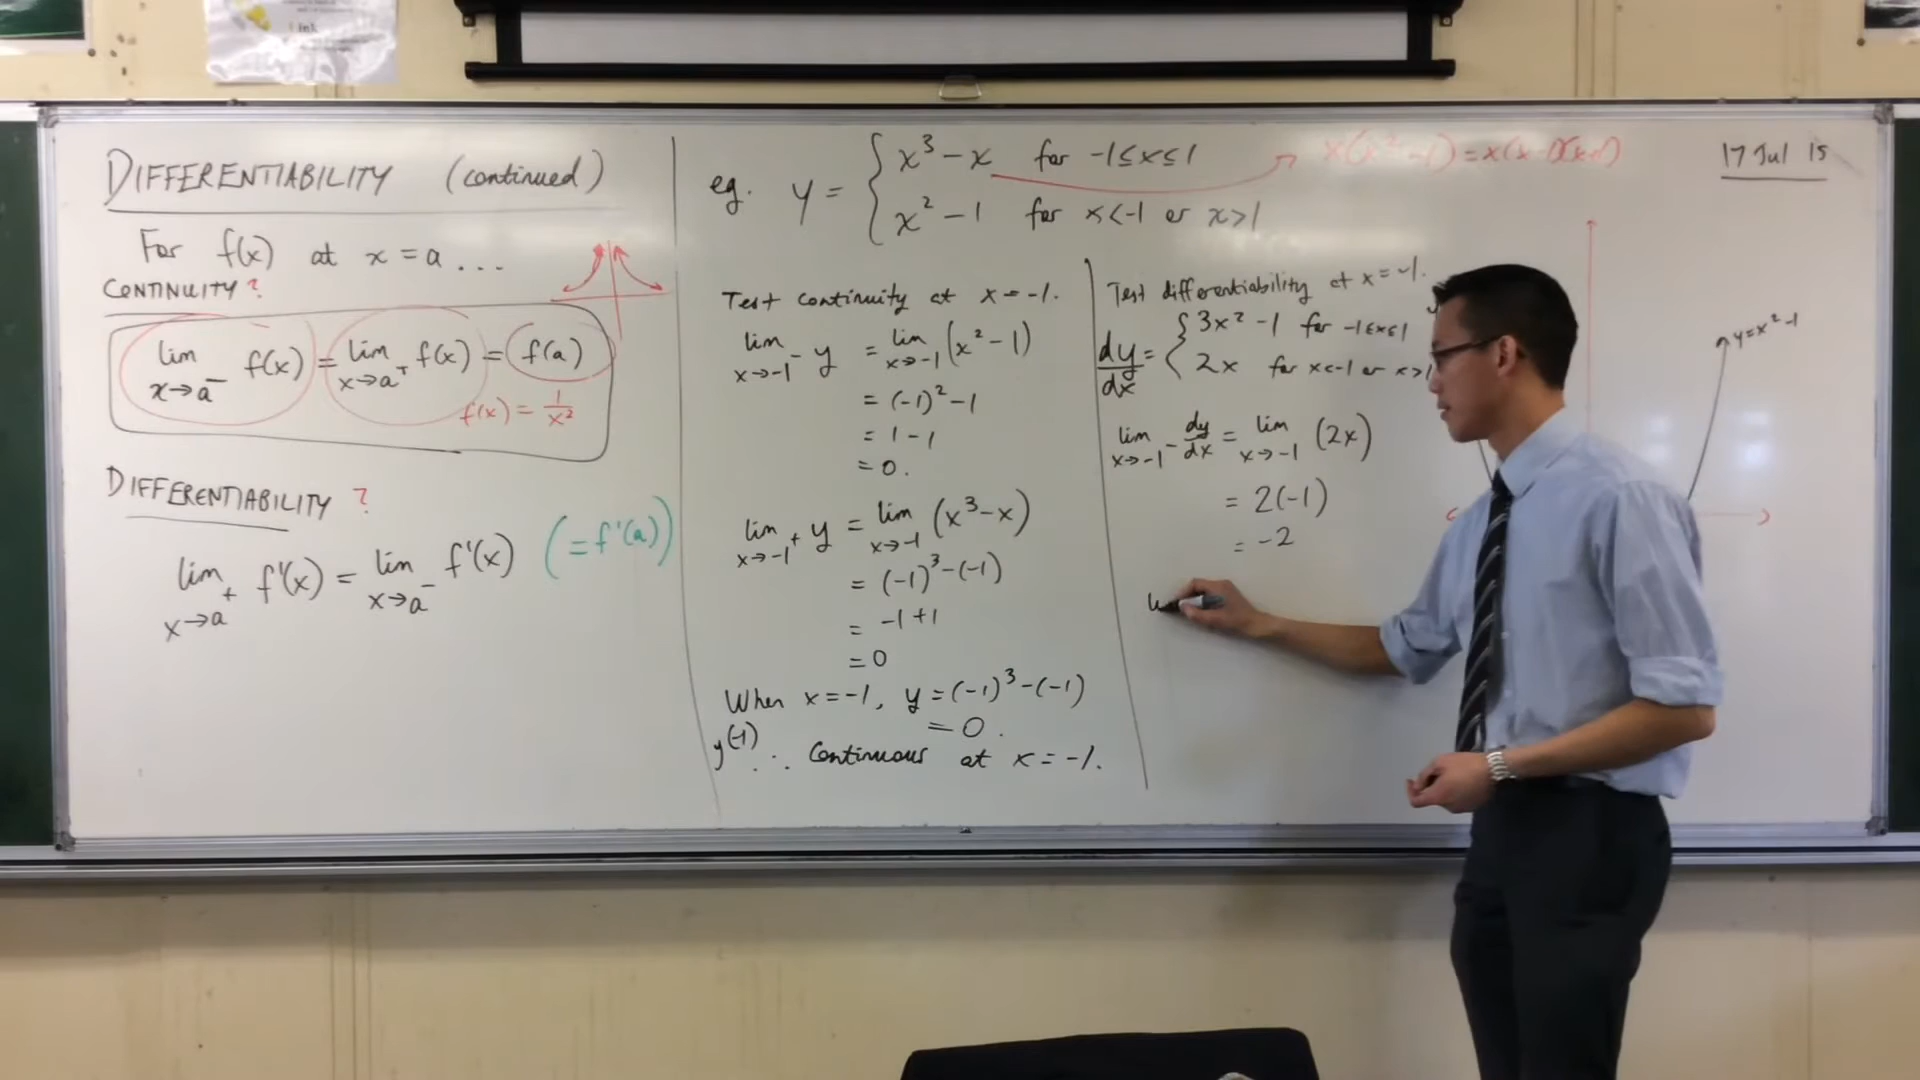 ink
DIFFERENTIABILITY (continued)
For f(x) at x = a ...
CONTINUITY?
lim x→a⁻ f(x) = lim x→a⁺ f(x) = f(a)
f(x) = 1/x²
DIFFERENTIABILITY?
lim x→a⁺ f'(x) = lim x→a⁻ f'(x) (= f'(a))
eg. y = { x³ - x for -1 ≤ x ≤ 1
x² - 1 for x < -1 or x > 1
x(x² - 1) = x(x-1)(x+1)
17 Jul 15
Test continuity at x = -1.
lim x→-1⁻ y = lim x→-1 (x² - 1)
= (-1)² - 1
= 1 - 1
= 0.
lim x→-1⁺ y = lim x→-1 (x³ - x)
= (-1)³ - (-1)
= -1 + 1
= 0
When x = -1, y = (-1)³ - (-1)
y(-1) = 0.
∴ Continuous at x = -1.
Test differentiability at x = -1.
dy/dx = { 3x² - 1 for -1 ≤ x ≤ 1
2x for x < -1 or x > 1
lim x→-1⁻ dy/dx = lim x→-1 (2x)
= 2(-1)
= -2
y = x² - 1